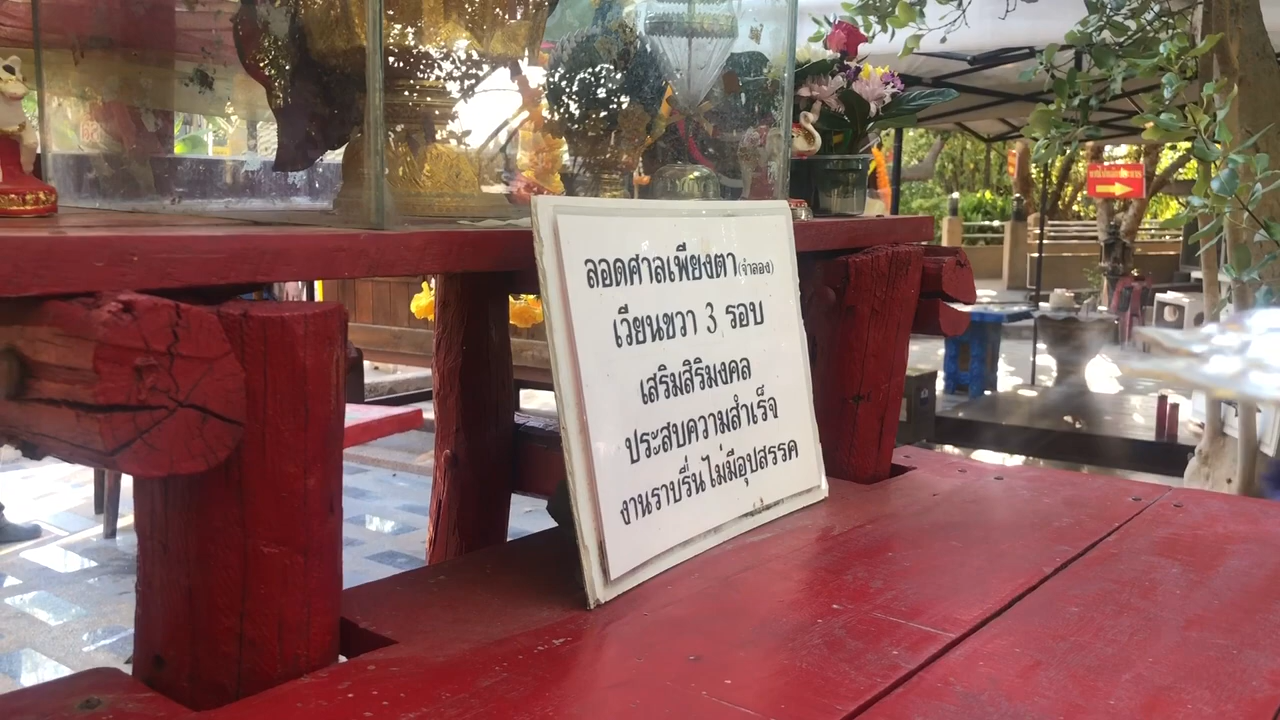 ลอดศาลเพียงตา (จำลอง)
เวียนขวา 3 รอบ
เสริมสิริมงคล
ประสบความสำเร็จ
งานราบรื่นไม่มีอุปสรรค